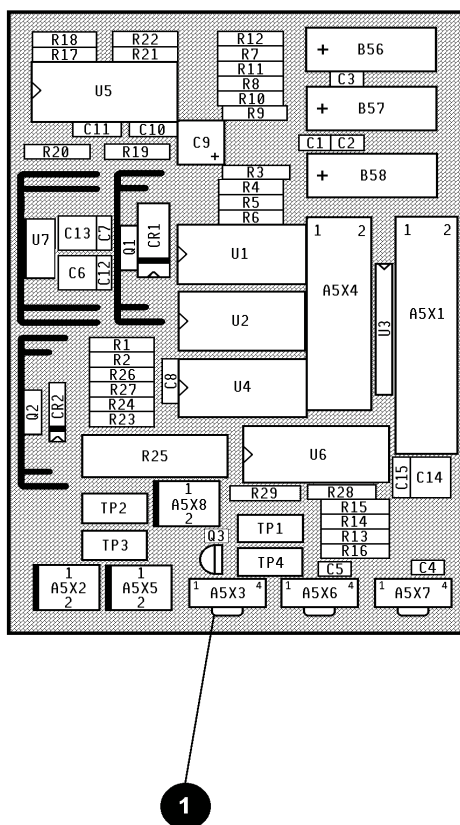 R18 R22 R12 B56
R17 R21 R7
R11 C3
U5 R8
R10 B57
R9
C11 C10
C9 + C1 C2
R20 R19
R3 B58
R4
R5
R6
U7 C13 C7 Q1 CR1 U1 1 2 1 2
C6 C12 A5X4 A5X1
U2 U3
R1
R2
R26 C8 U4
R27
Q2 CR2 R24
R23
R25 U6
C15 C14
1 R29 R28
TP2 A5X8 R15
2 TP1 R14
Q3 R13
TP3 R16
TP4 C5 C4
1 1 1 4 1 4 1 4
A5X2 A5X5 A5X3 A5X6 A5X7
2 2
+
+
+
1